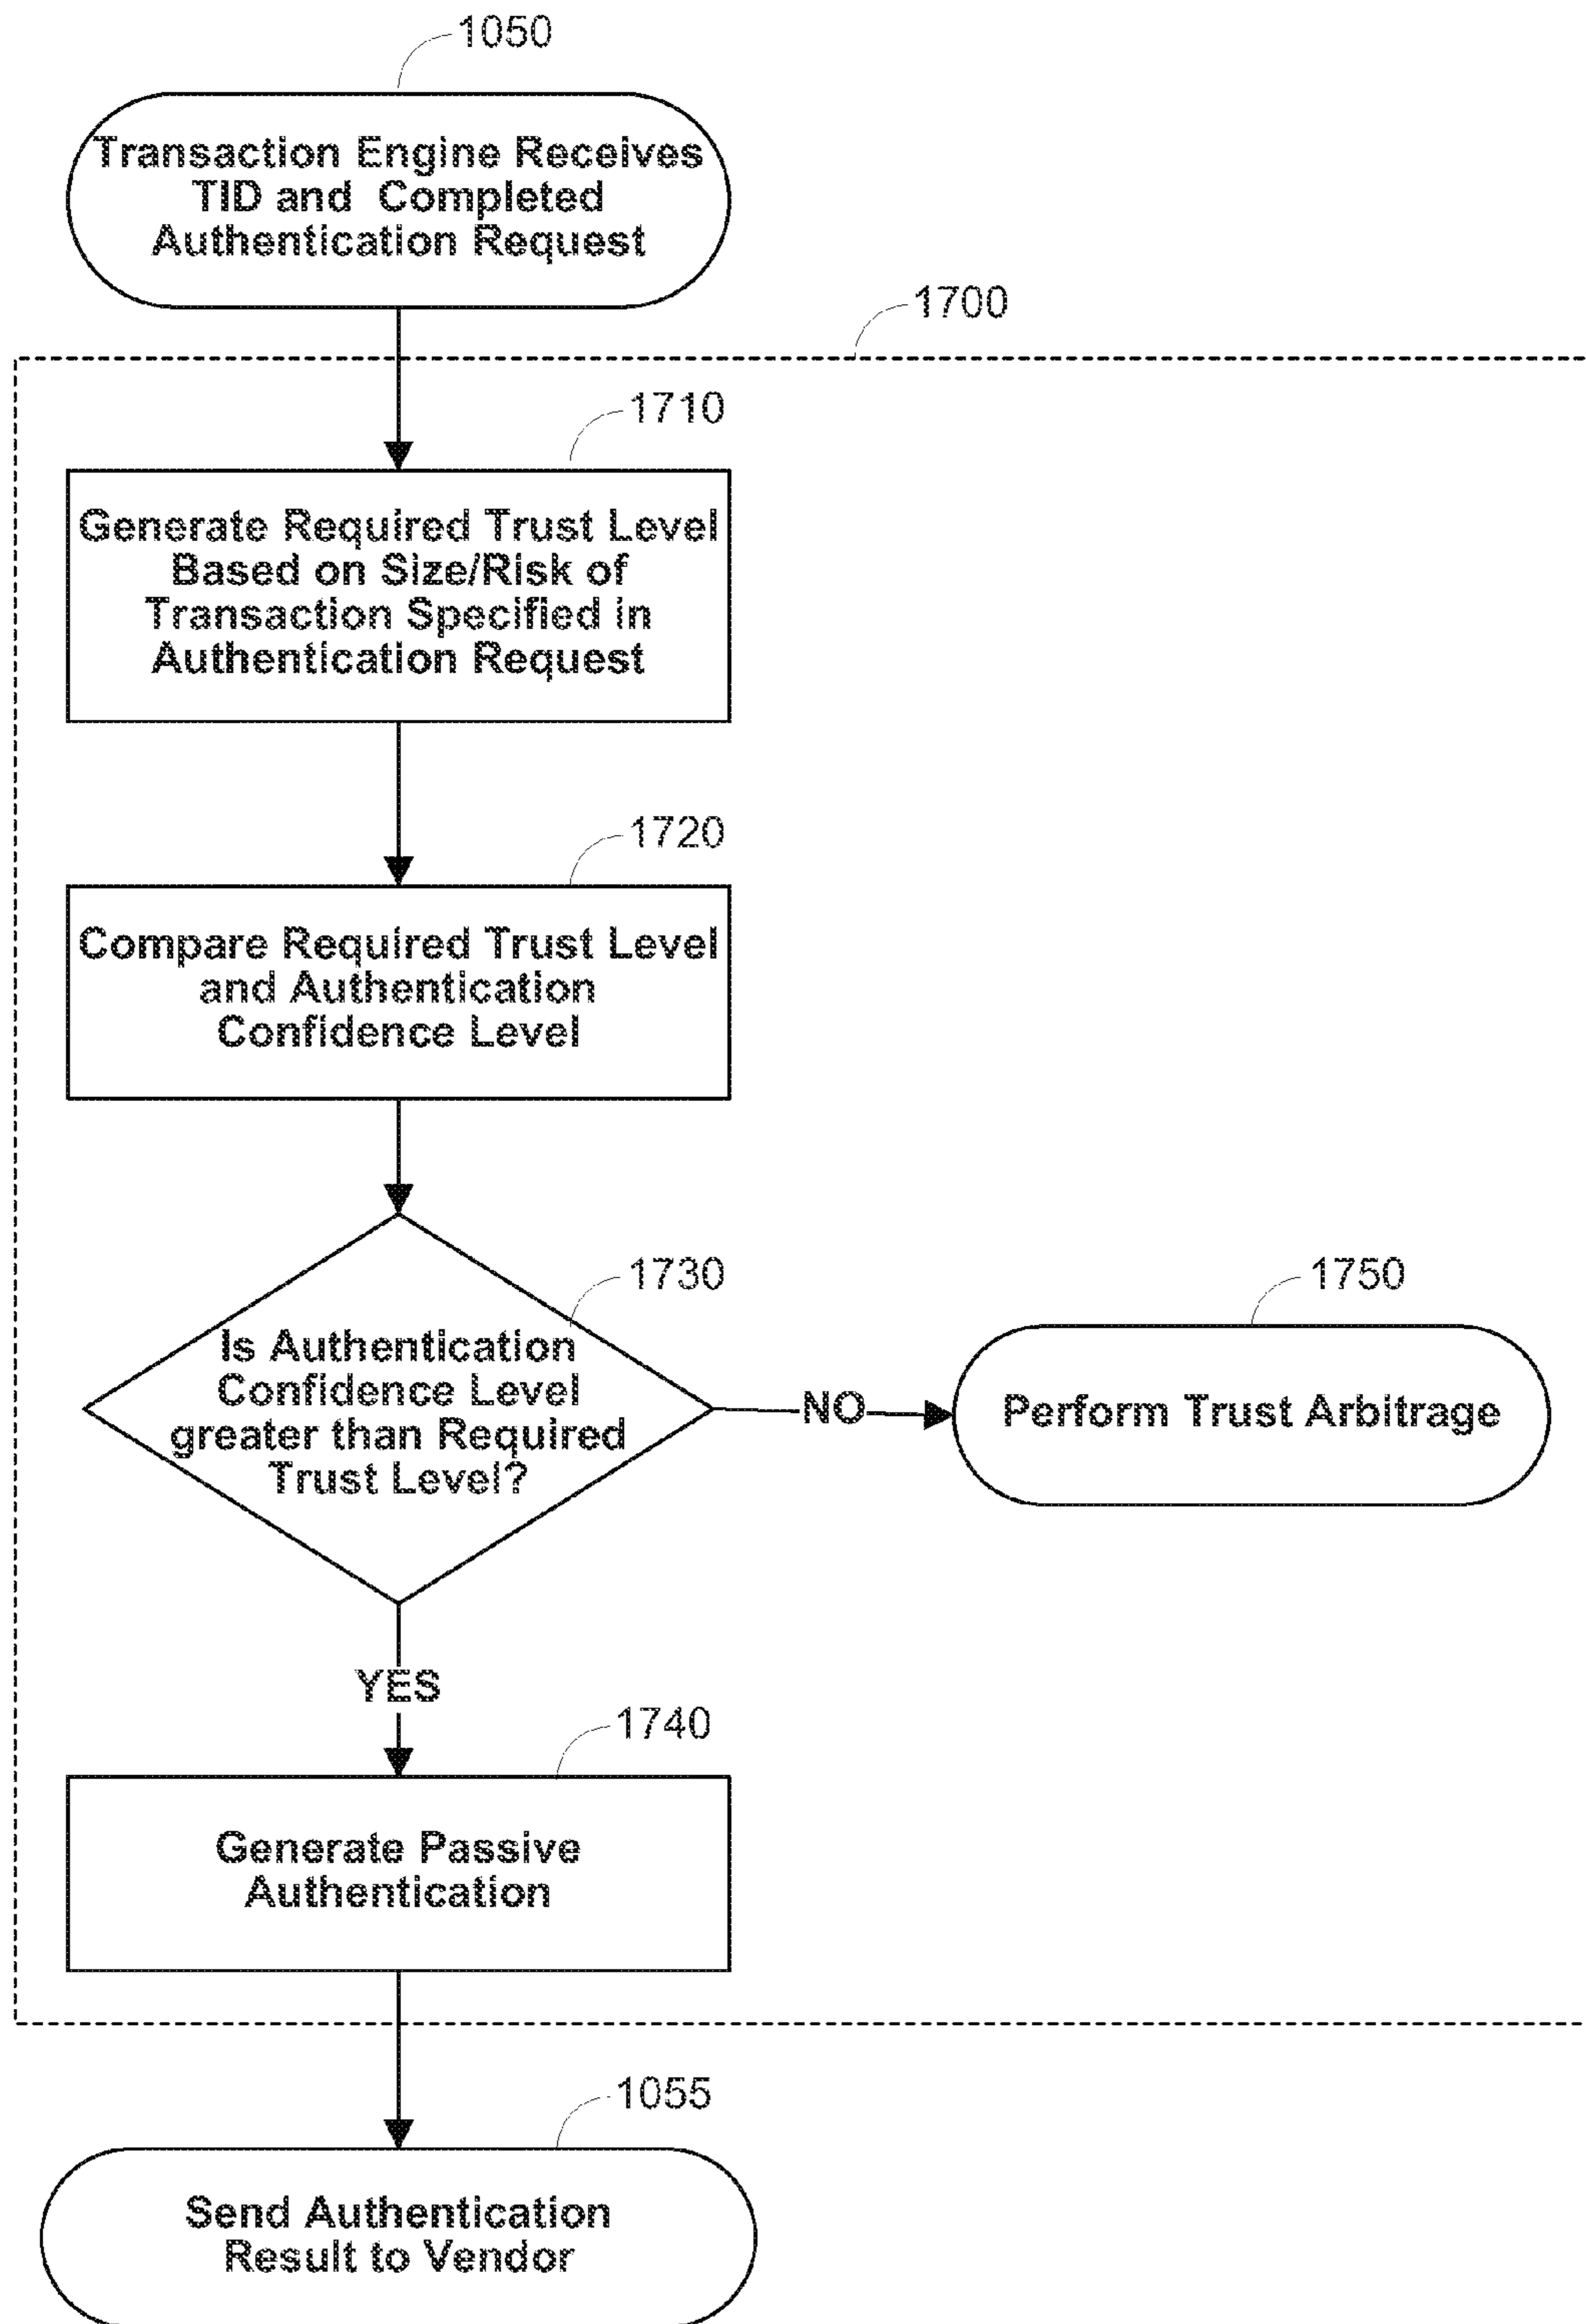 1050
Transaction Engine Receives
TID and Completed
Authentication Request
1700
1710
Generate Required Trust Level
Based on Size/Risk of
Transaction Specified in
Authentication Request
1720
Compare Required Trust Level
and Authentication
Confidence Level
1730
Is Authentication
Confidence Level
greater than Required
Trust Level?
NO
1750
Perform Trust Arbitrage
YES
1740
Generate Passive
Authentication
1055
Send Authentication
Result to Vendor